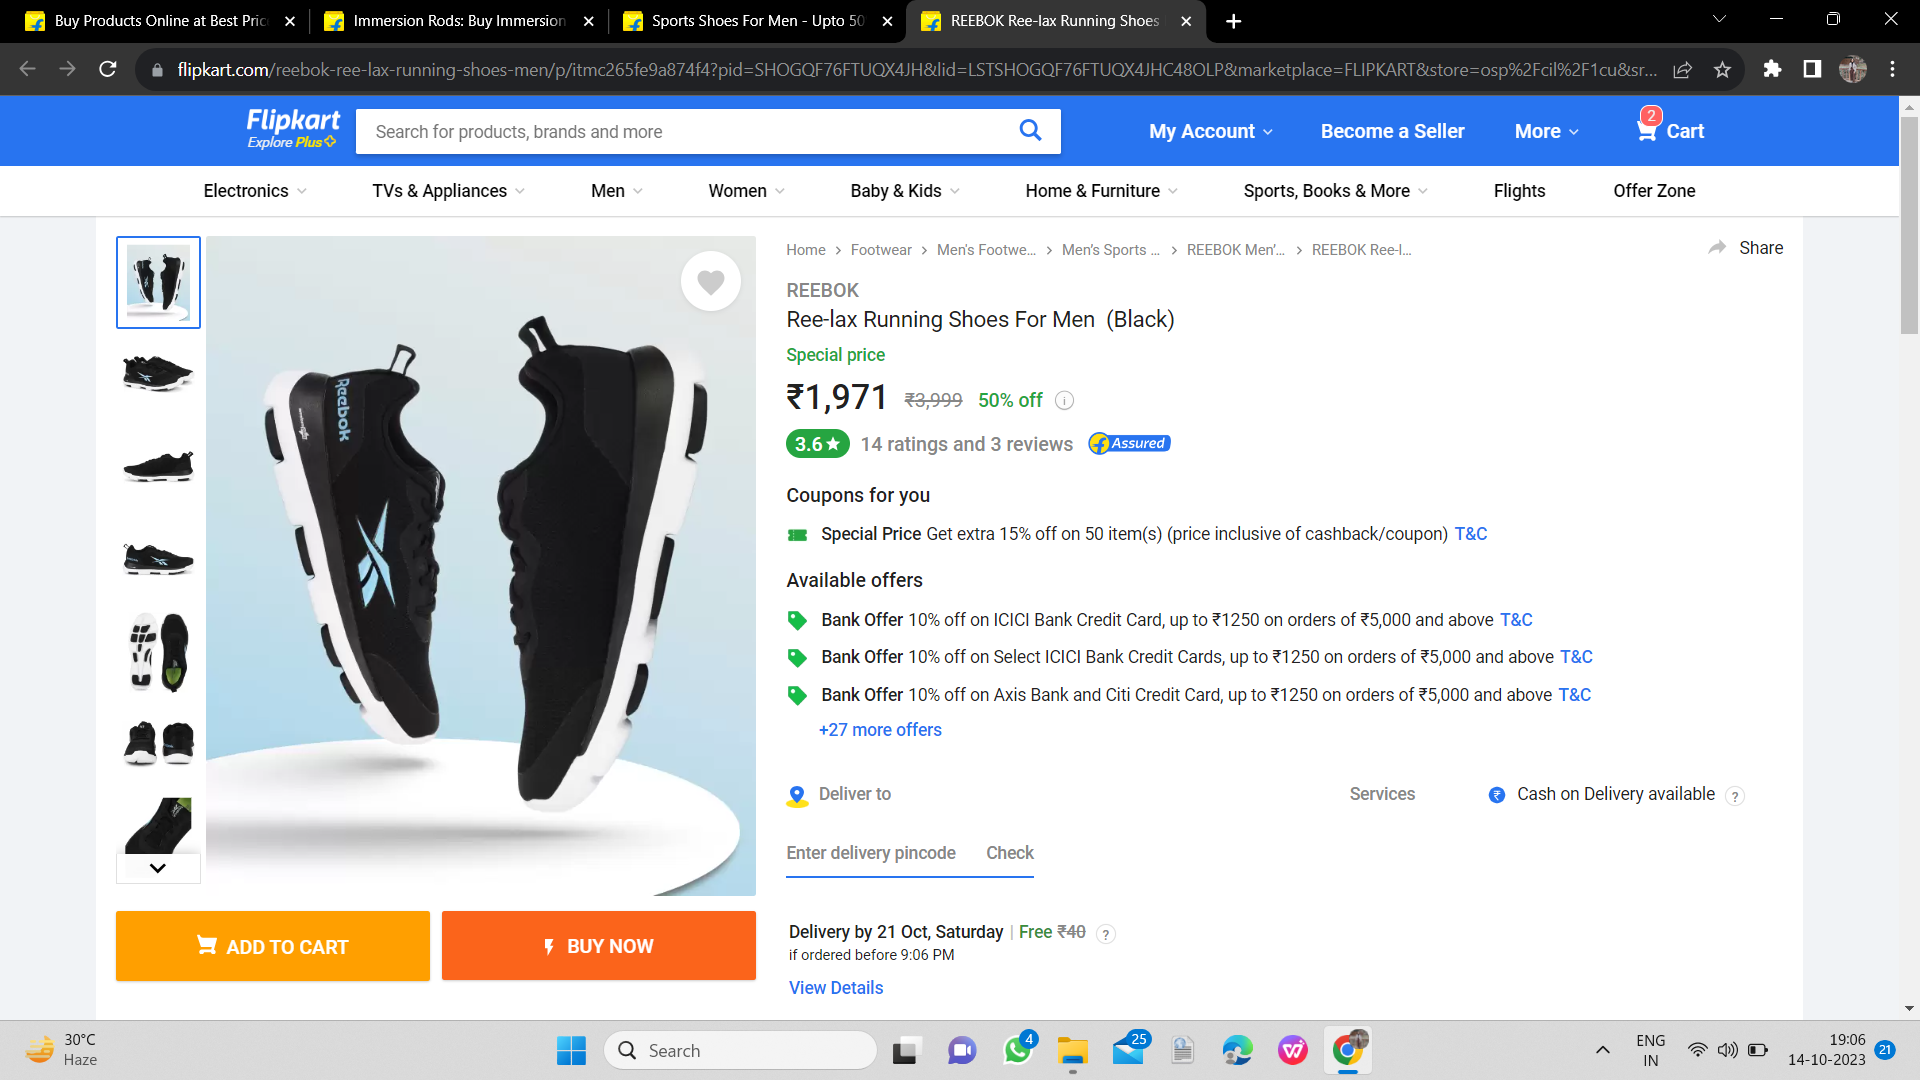 Buy Products Online at Best Pric
Immersion Rods: Buy Immersion
Sports Shoes For Men - Upto 50
REEBOK Ree-lax Running Shoes
flipkart.com/reebok-ree-lax-running-shoes-men/p/itmc265fe9a874f4?pid=SHOGQF76FTUQX4JH&lid=LSTSHOGQF76FTUQX4JHC48OLP&marketplace=FLIPKART&store=osp%2Fcil%2F1cu&sr...
Flipkart
Explore Plus
Search for products, brands and more
My Account
Become a Seller
More
2
Cart
Electronics
TVs & Appliances
Men
Women
Baby & Kids
Home & Furniture
Sports, Books & More
Flights
Offer Zone
Home > Footwear > Men's Footwe... > Men's Sports ... > REEBOK Men'... > REEBOK Ree-l...
Share
REEBOK
Ree-lax Running Shoes For Men (Black)
Special price
₹1,971 ₹3,999 50% off
3.6 ★ 14 ratings and 3 reviews Assured
Coupons for you
Special Price Get extra 15% off on 50 item(s) (price inclusive of cashback/coupon) T&C
Available offers
Bank Offer 10% off on ICICI Bank Credit Card, up to ₹1250 on orders of ₹5,000 and above T&C
Bank Offer 10% off on Select ICICI Bank Credit Cards, up to ₹1250 on orders of ₹5,000 and above T&C
Bank Offer 10% off on Axis Bank and Citi Credit Card, up to ₹1250 on orders of ₹5,000 and above T&C
+27 more offers
Deliver to
Services
Cash on Delivery available ?
Enter delivery pincode
Check
Delivery by 21 Oct, Saturday | Free ₹40 ?
if ordered before 9:06 PM
View Details
Reebok
ADD TO CART
BUY NOW
30°C
Haze
Search
4
25
ENG
IN
19:06
14-10-2023
21